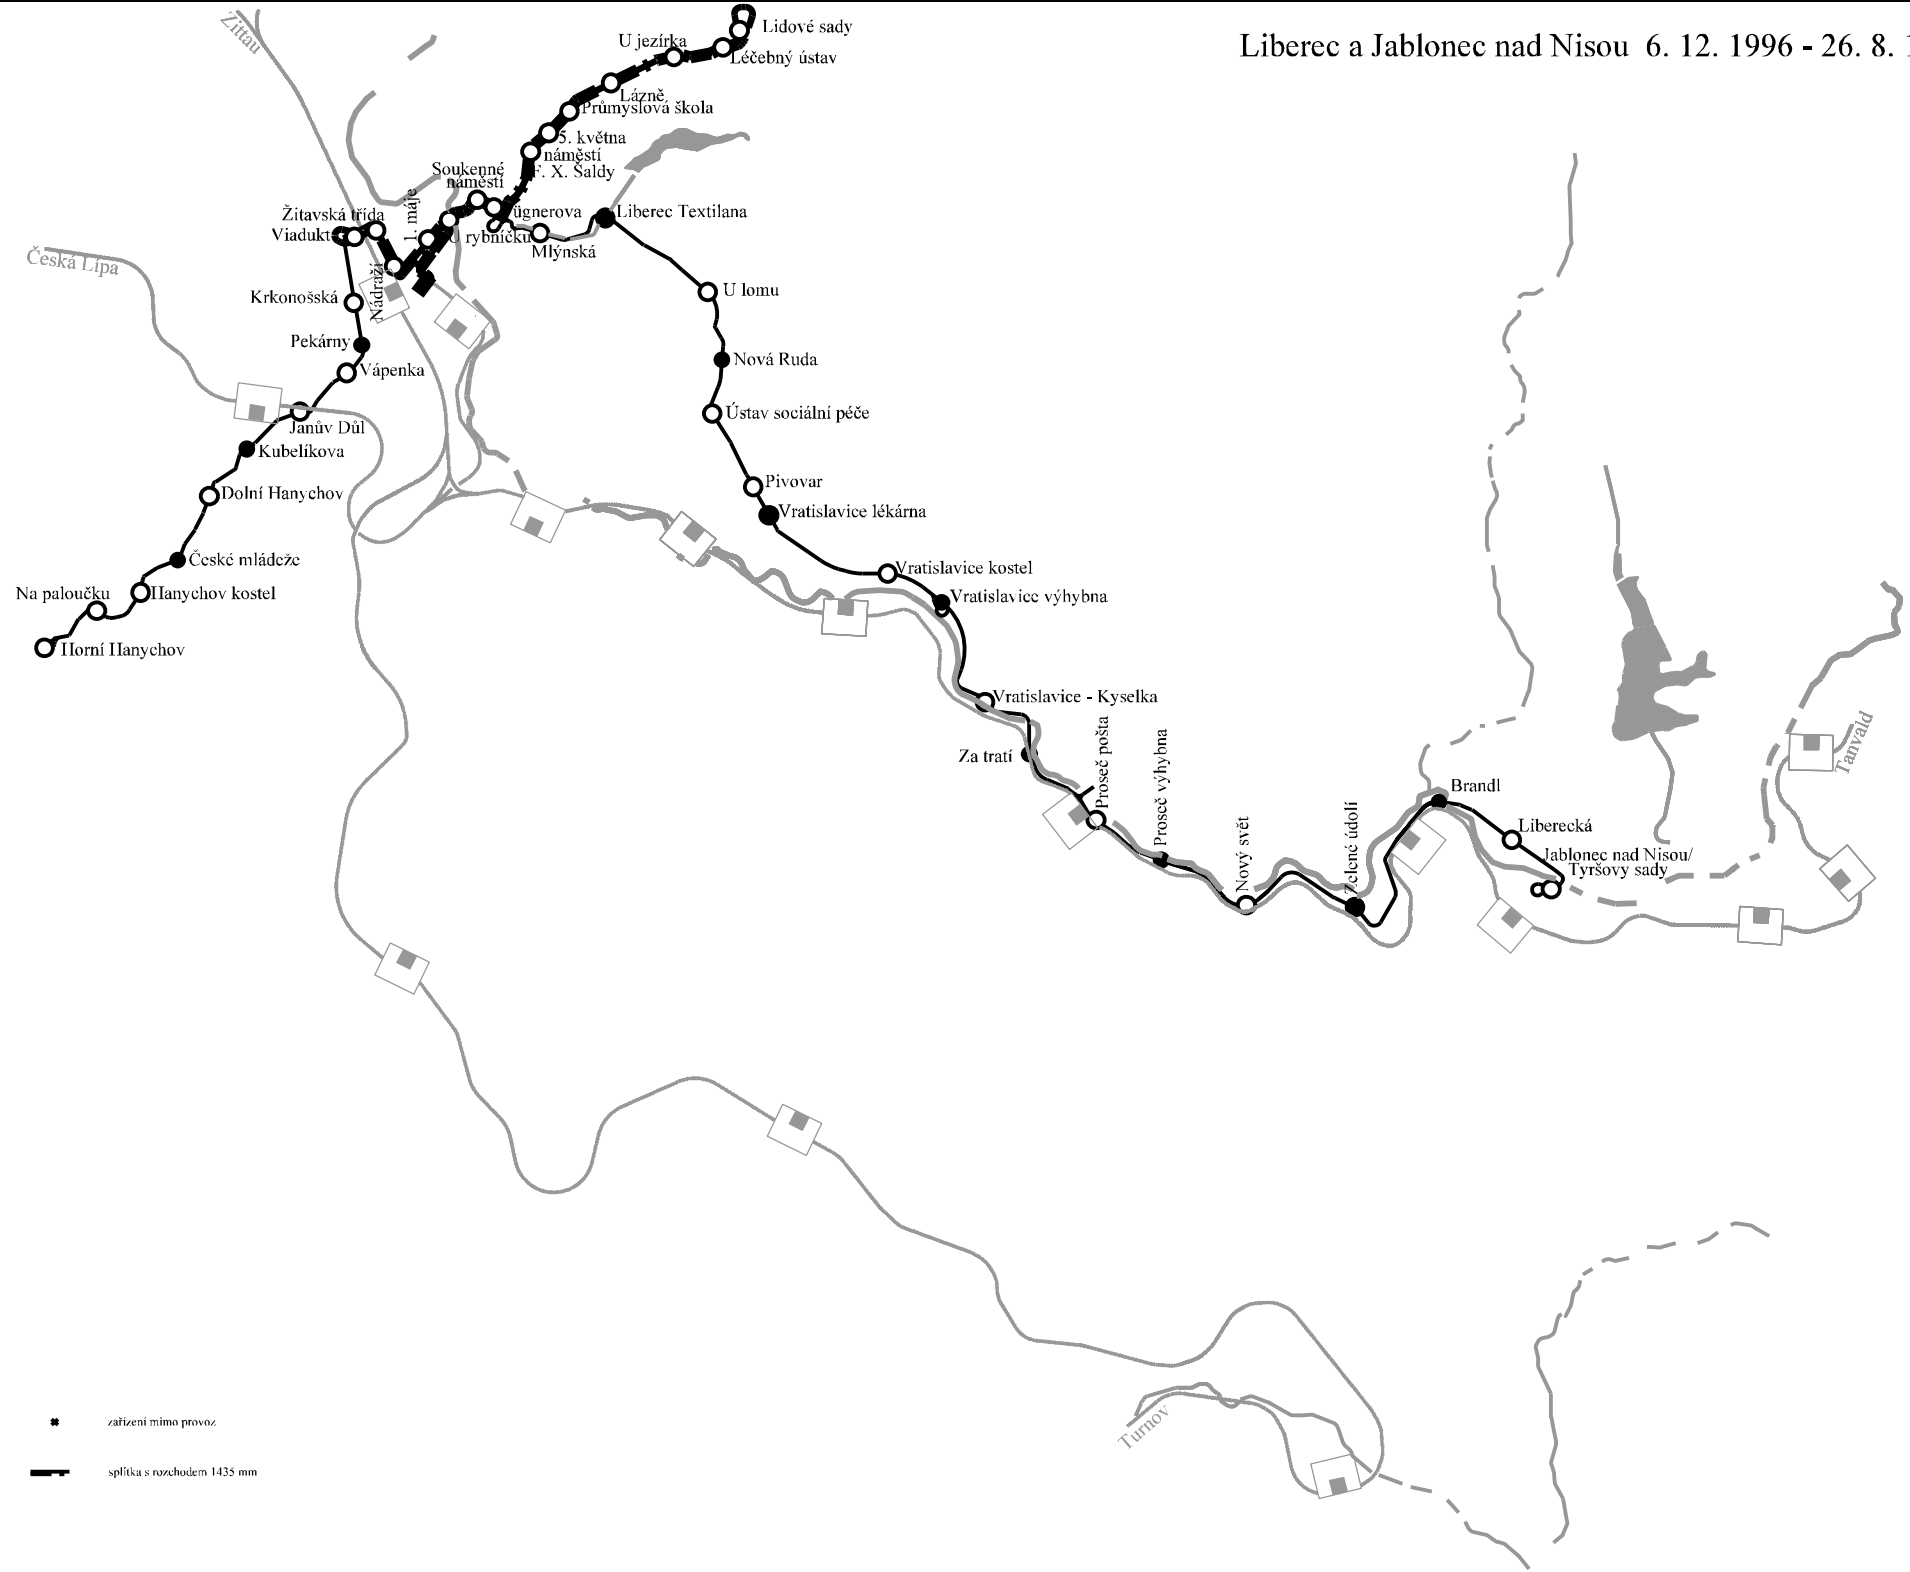 Liberec a Jablonec nad Nisou 6. 12. 1996 - 26. 8. 1
Zittau
Lidové sady
U jezírka
Léčebný ústav
Lázně
Průmyslová škola
5. května
náměstí
F. X. Šaldy
Soukenné
náměstí
1. máje
Žitavská třída
Viadukt
Fügnerova
U rybníčku
Mlýnská
Liberec Textilana
Česká Lípa
Nádraží
Krkonošská
U lomu
Pekárny
Nová Ruda
Vápenka
Ústav sociální péče
Janův Důl
Kubelíkova
Pivovar
Dolní Hanychov
Vratislavice lékárna
České mládeže
Vratislavice kostel
Na paloučku
Hanychov kostel
Vratislavice výhybna
Horní Hanychov
Vratislavice - Kyselka
Za tratí
Proseč pošta
Proseč výhybna
Tanvald
Brandl
Nový svět
Zelené údolí
Liberecká
Jablonec nad Nisou/
Tyršovy sady
Turnov
zařízení mimo provoz
splítka s rozchodem 1435 mm